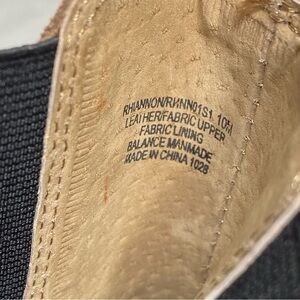 RHIANNON/RHNN01S1 10M
LEATHER/FABRIC UPPER
FABRIC LINING
BALANCE MANMADE
MADE IN CHINA 1028